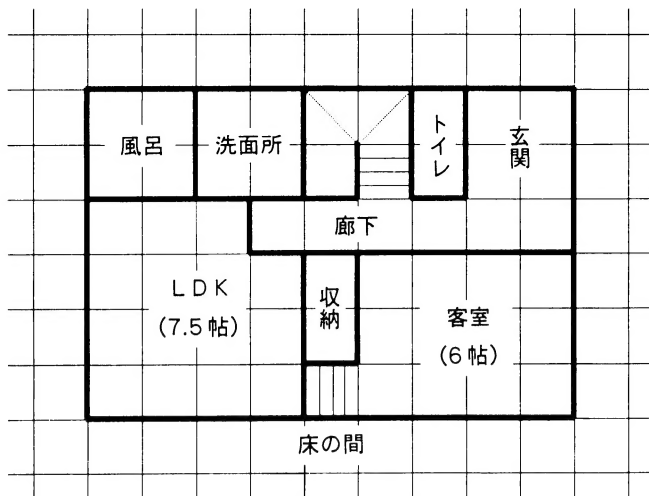 風呂
洗面所
トイレ
玄関
廊下
LDK
(7.5帖)
収納
客室
(6帖)
床の間